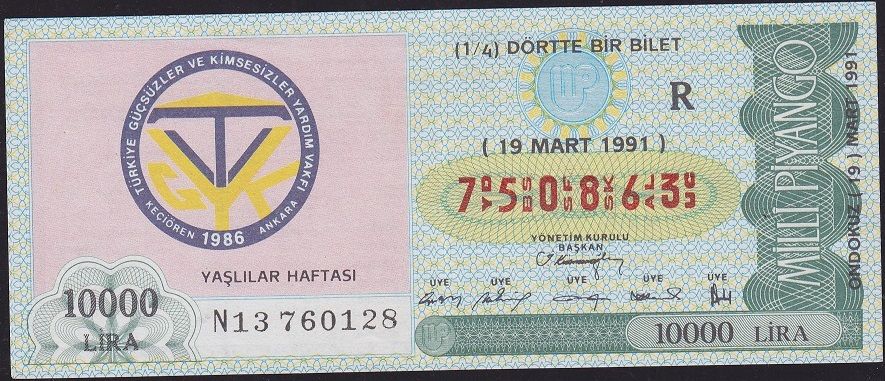 TÜRKİYE GÜÇSÜZLER VE KİMSESİZLER YARDIM VAKFI
KEÇİÖREN 1986 ANKARA
YAŞLILAR HAFTASI
10000
LİRA
N13 760128
(1/4) DÖRTTE BİR BİLET
MP
R
( 19 MART 1991 )
7 5 0 8 6 3
YÖNETİM KURULU
BAŞKAN
ÜYE ÜYE ÜYE ÜYE ÜYE
MP
10000 LİRA
MİLLİ PİYANGO
ONDOKUZ ( 19 ) MART 1991